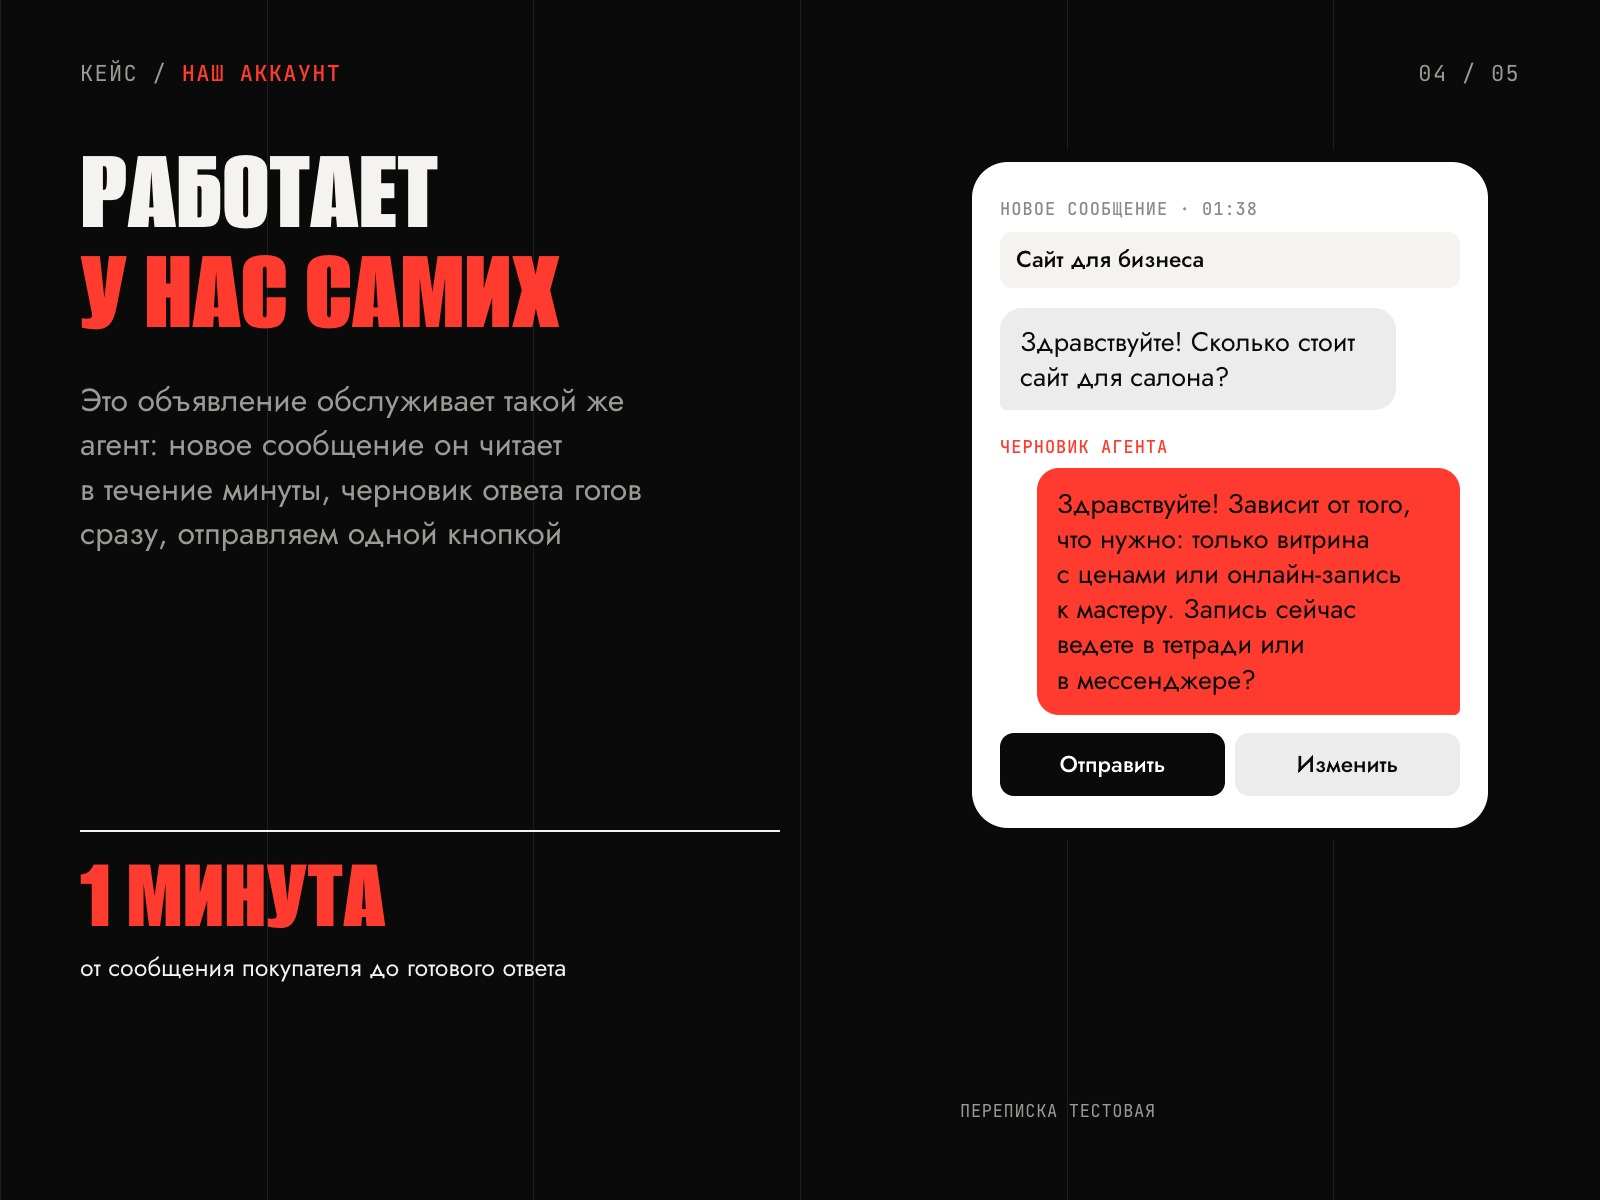 КЕЙС / НАШ АККАУНТ
04 / 05
РАБОТАЕТ
У НАС САМИХ
Это объявление обслуживает такой же
агент: новое сообщение он читает
в течение минуты, черновик ответа готов
сразу, отправляем одной кнопкой
1 МИНУТА
от сообщения покупателя до готового ответа
НОВОЕ СООБЩЕНИЕ · 01:38
Сайт для бизнеса
Здравствуйте! Сколько стоит
сайт для салона?
ЧЕРНОВИК АГЕНТА
Здравствуйте! Зависит от того,
что нужно: только витрина
с ценами или онлайн-запись
к мастеру. Запись сейчас
ведете в тетради или
в мессенджере?
Отправить
Изменить
ПЕРЕПИСКА ТЕСТОВАЯ